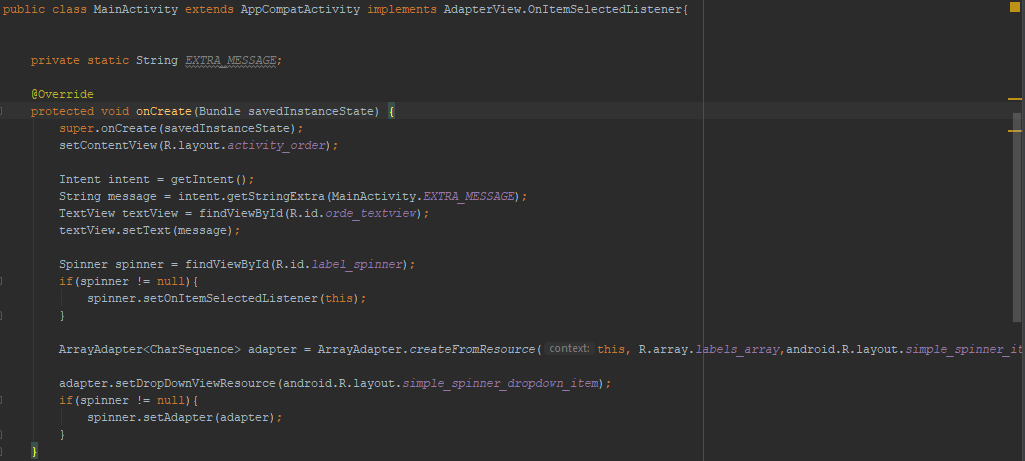 public class MainActivity extends AppCompatActivity implements AdapterView.OnItemSelectedListener{
private static String EXTRA_MESSAGE;
@Override
protected void onCreate(Bundle savedInstanceState) {
super.onCreate(savedInstanceState);
setContentView(R.layout.activity_order);
Intent intent = getIntent();
String message = intent.getStringExtra(MainActivity.EXTRA_MESSAGE);
TextView textView = findViewById(R.id.orde_textview);
textView.setText(message);
Spinner spinner = findViewById(R.id.label_spinner);
if(spinner != null){
spinner.setOnItemSelectedListener(this);
}
ArrayAdapter<CharSequence> adapter = ArrayAdapter.createFromResource( context: this, R.array.labels_array,android.R.layout.simple_spinner_it
adapter.setDropDownViewResource(android.R.layout.simple_spinner_dropdown_item);
if(spinner != null){
spinner.setAdapter(adapter);
}
}